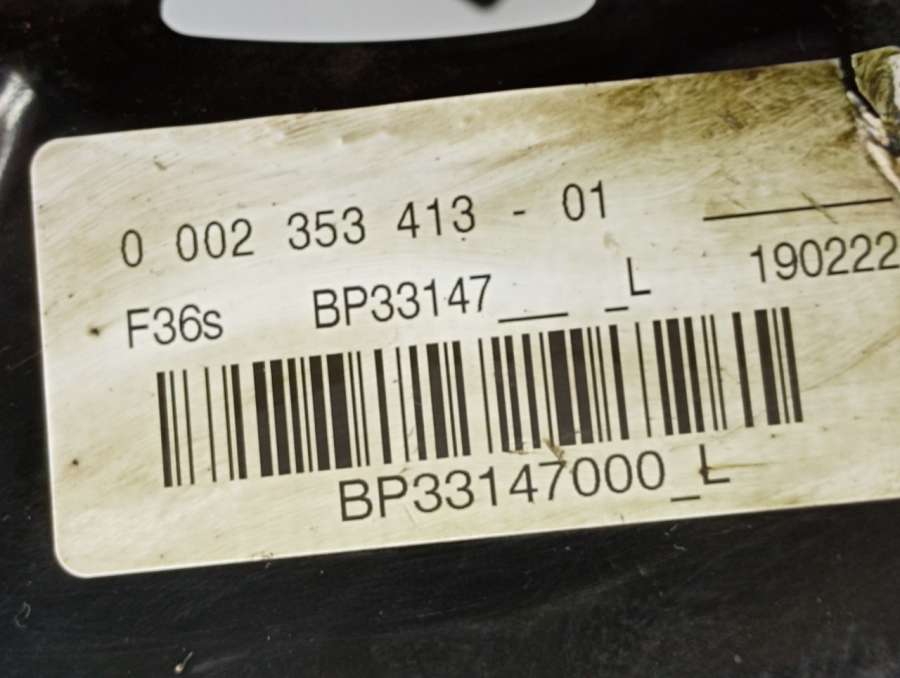 0 002 353 413 - 01
F36s BP33147___ _L 190222
BP33147000_L